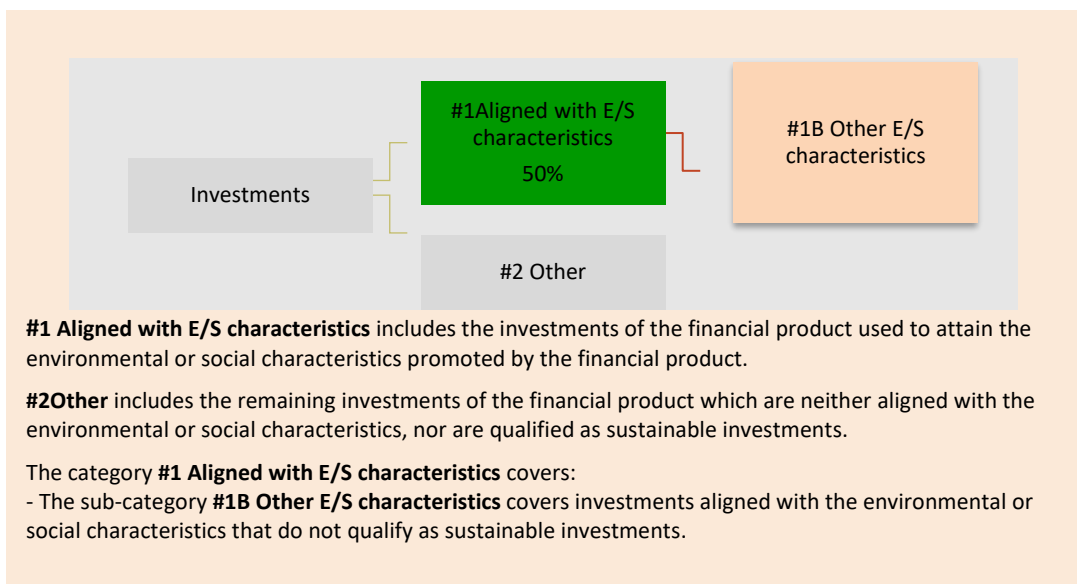 #1Aligned with E/S
characteristics
50%
#1B Other E/S
characteristics
Investments
#2 Other
#1 Aligned with E/S characteristics includes the investments of the financial product used to attain the
environmental or social characteristics promoted by the financial product.
#2Other includes the remaining investments of the financial product which are neither aligned with the
environmental or social characteristics, nor are qualified as sustainable investments.
The category #1 Aligned with E/S characteristics covers:
- The sub-category #1B Other E/S characteristics covers investments aligned with the environmental or
social characteristics that do not qualify as sustainable investments.